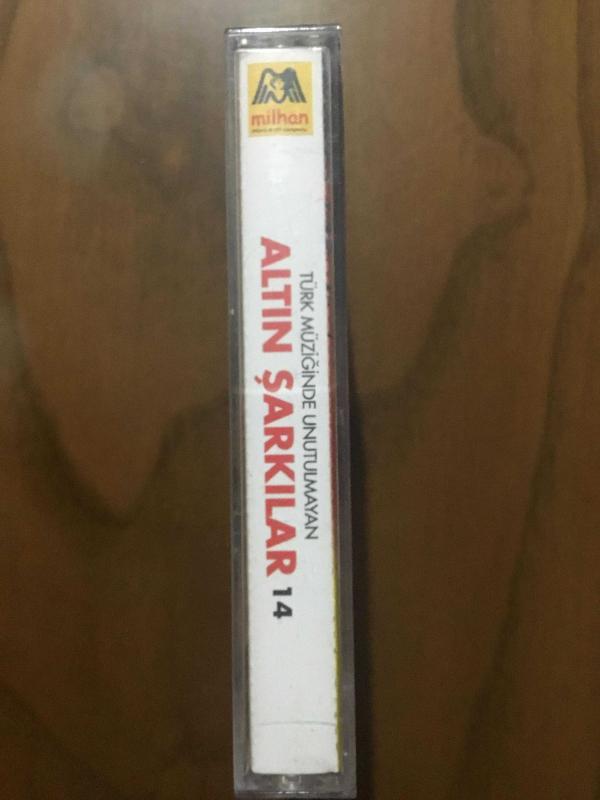 milhan
TÜRK MÜZİĞİNDE UNUTULMAYAN
ALTIN ŞARKILAR 14